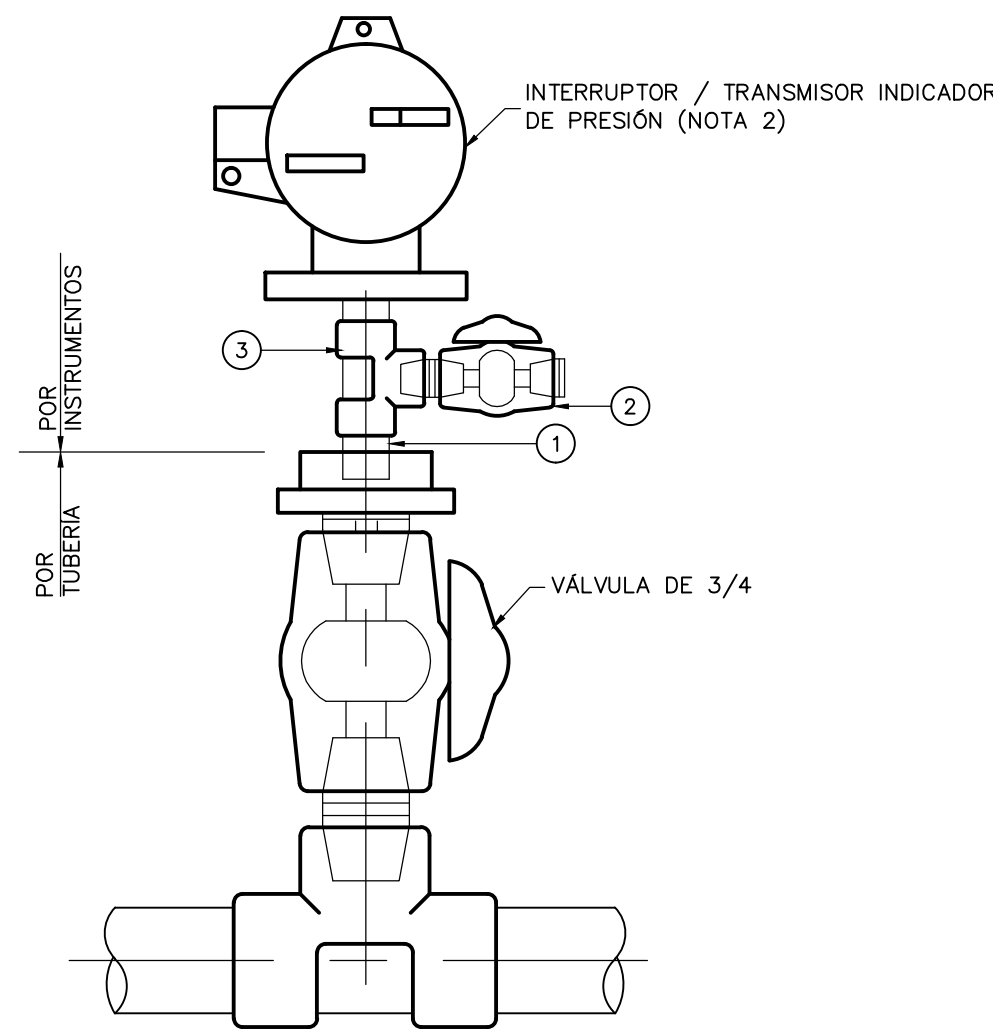 INTERRUPTOR / TRANSMISOR INDICADOR
DE PRESIÓN (NOTA 2)
POR
INSTRUMENTOS
3
2
1
POR
TUBERÍA
VÁLVULA DE 3/4